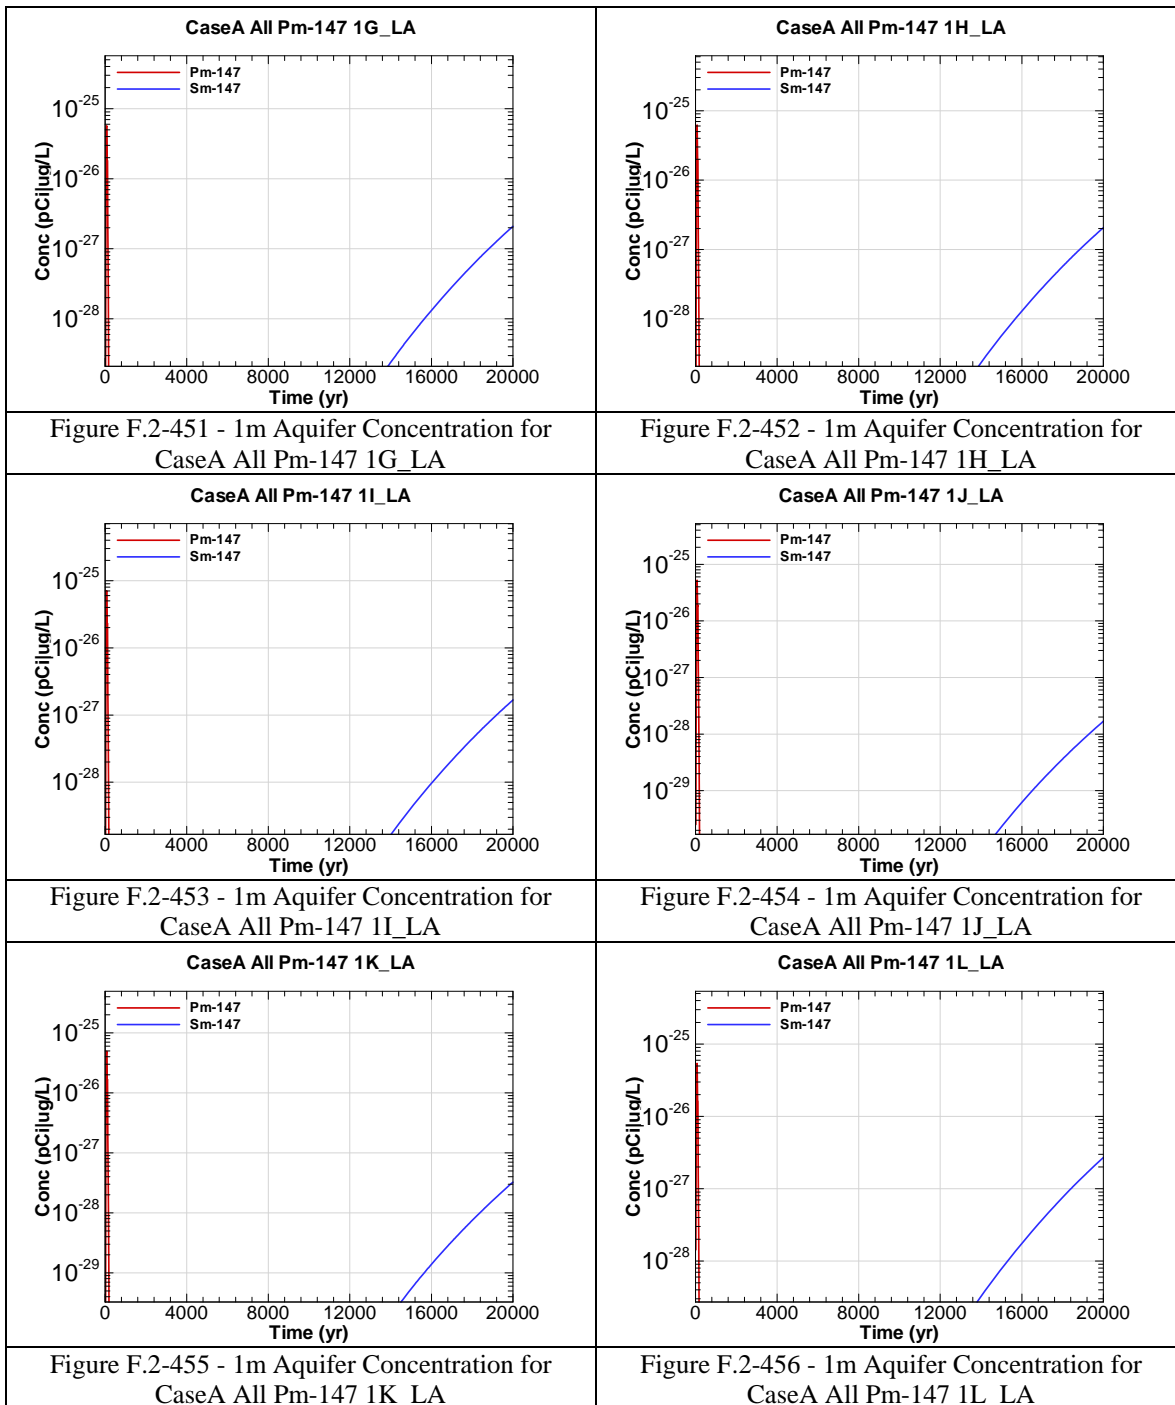 CaseA All Pm-147 1G_LA
Pm-147
Sm-147
10-25
10-26
10-27
10-28
Conc (pCi|ug/L)
0 4000 8000 12000 16000 20000
Time (yr)
Figure F.2-451 - 1m Aquifer Concentration for
CaseA All Pm-147 1G_LA
CaseA All Pm-147 1H_LA
Pm-147
Sm-147
10-25
10-26
10-27
10-28
Conc (pCi|ug/L)
0 4000 8000 12000 16000 20000
Time (yr)
Figure F.2-452 - 1m Aquifer Concentration for
CaseA All Pm-147 1H_LA
CaseA All Pm-147 1I_LA
Pm-147
Sm-147
10-25
10-26
10-27
10-28
Conc (pCi|ug/L)
0 4000 8000 12000 16000 20000
Time (yr)
Figure F.2-453 - 1m Aquifer Concentration for
CaseA All Pm-147 1I_LA
CaseA All Pm-147 1J_LA
Pm-147
Sm-147
10-25
10-26
10-27
10-28
10-29
Conc (pCi|ug/L)
0 4000 8000 12000 16000 20000
Time (yr)
Figure F.2-454 - 1m Aquifer Concentration for
CaseA All Pm-147 1J_LA
CaseA All Pm-147 1K_LA
Pm-147
Sm-147
10-25
10-26
10-27
10-28
10-29
Conc (pCi|ug/L)
0 4000 8000 12000 16000 20000
Time (yr)
Figure F.2-455 - 1m Aquifer Concentration for
CaseA All Pm-147 1K_LA
CaseA All Pm-147 1L_LA
Pm-147
Sm-147
10-25
10-26
10-27
10-28
Conc (pCi|ug/L)
0 4000 8000 12000 16000 20000
Time (yr)
Figure F.2-456 - 1m Aquifer Concentration for
CaseA All Pm-147 1L_LA